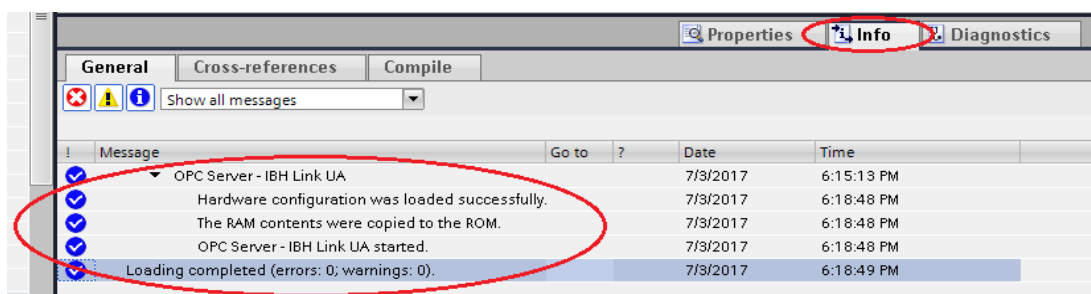 Properties Info Diagnostics
General Cross-references Compile
Show all messages
! Message Go to ? Date Time
OPC Server - IBH Link UA 7/3/2017 6:15:13 PM
Hardware configuration was loaded successfully. 7/3/2017 6:18:48 PM
The RAM contents were copied to the ROM. 7/3/2017 6:18:48 PM
OPC Server - IBH Link UA started. 7/3/2017 6:18:48 PM
Loading completed (errors: 0; warnings: 0). 7/3/2017 6:18:49 PM